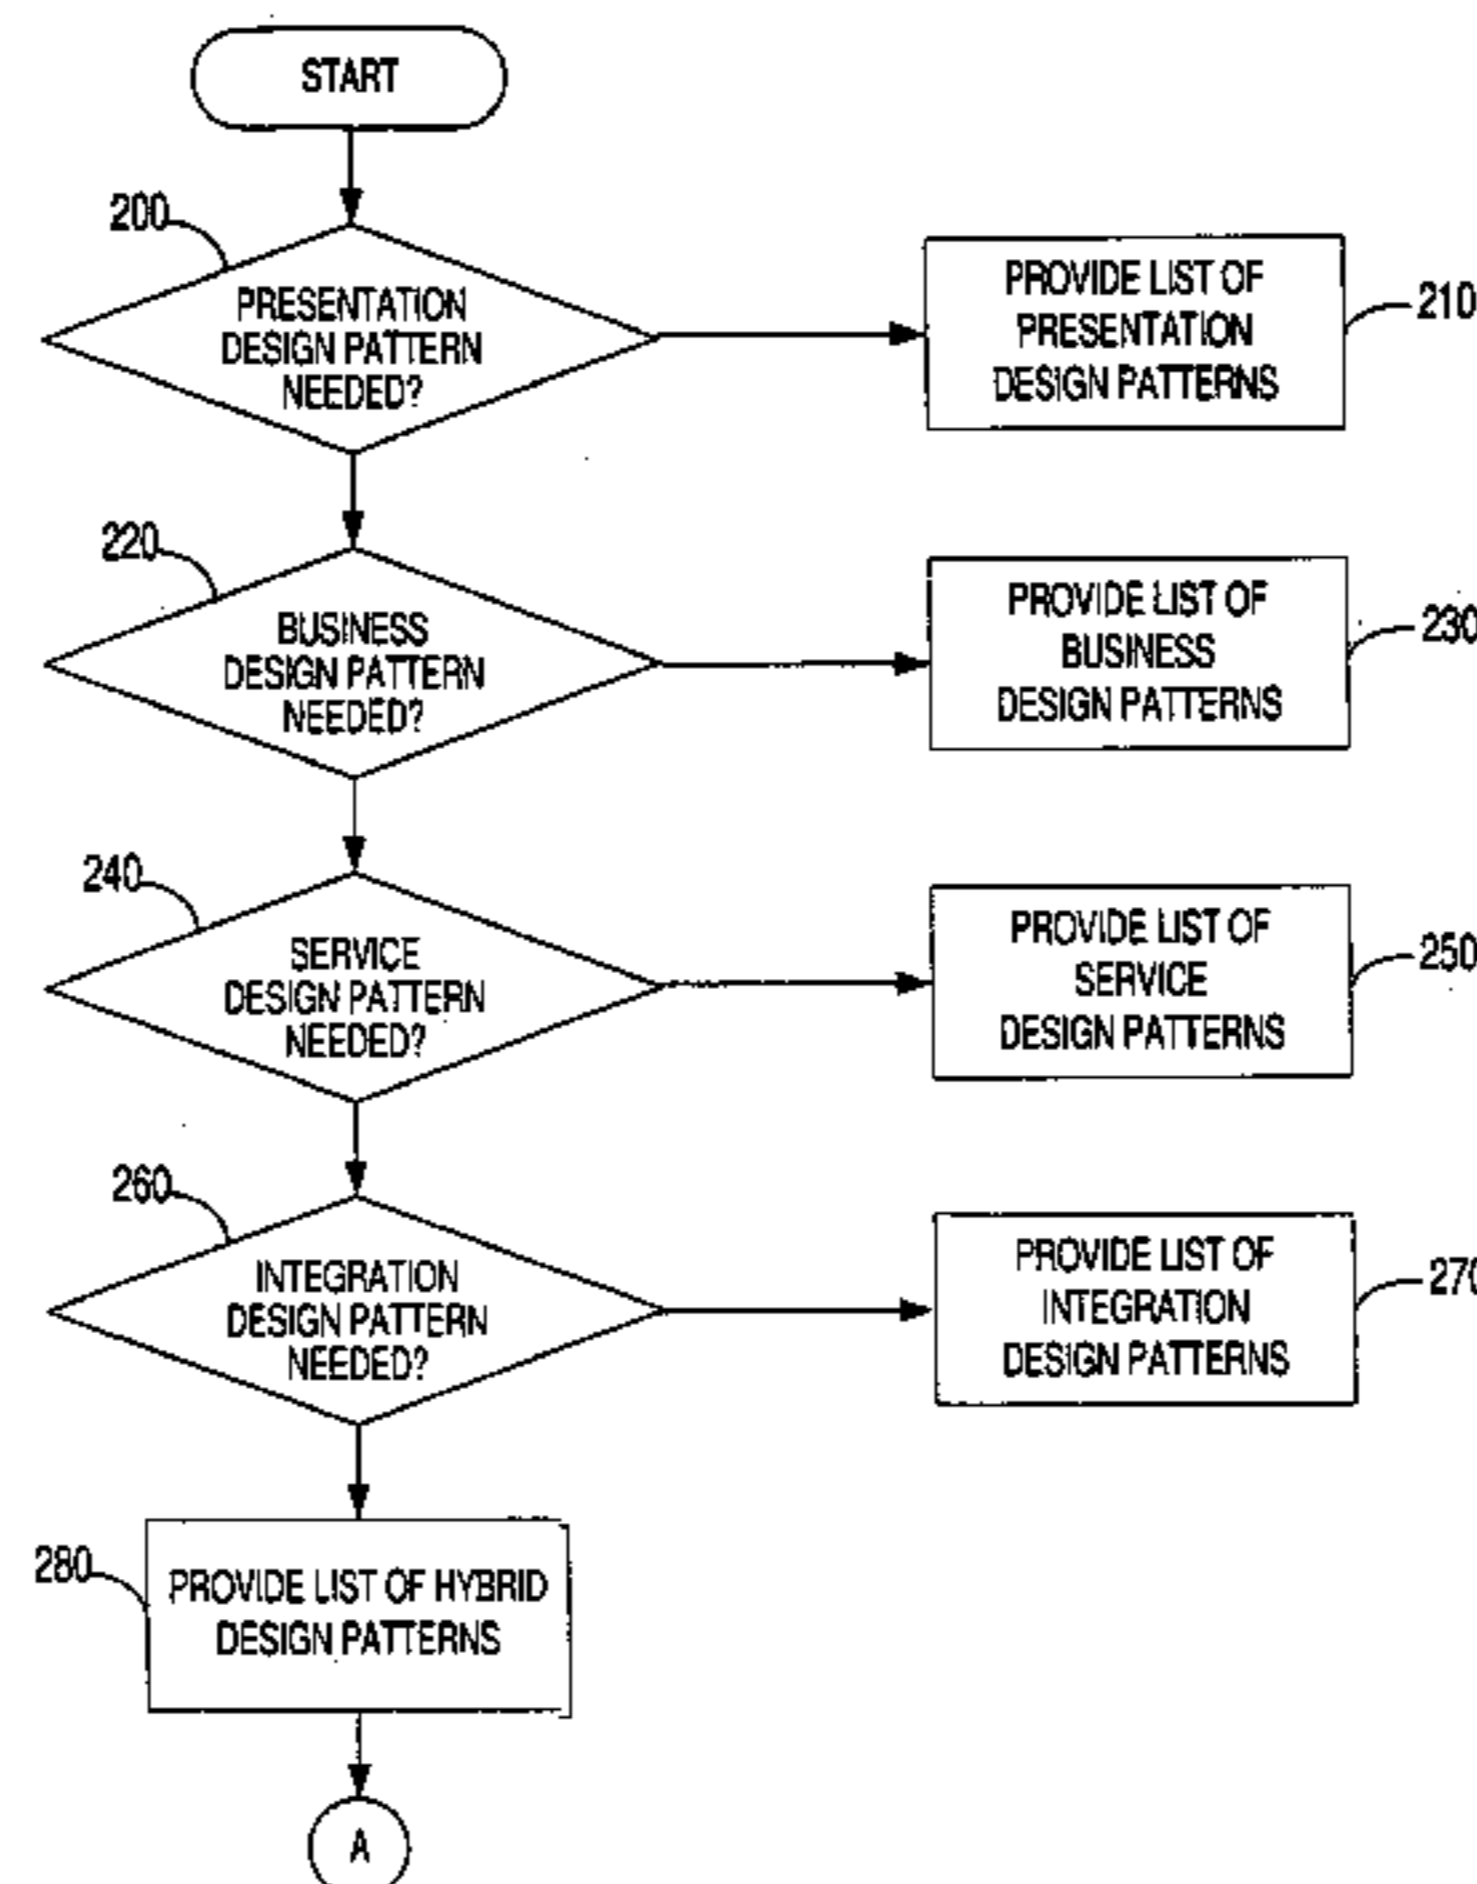 START
200
PRESENTATION
DESIGN PATTERN
NEEDED?
PROVIDE LIST OF
PRESENTATION
DESIGN PATTERNS
210
220
BUSINESS
DESIGN PATTERN
NEEDED?
PROVIDE LIST OF
BUSINESS
DESIGN PATTERNS
230
240
SERVICE
DESIGN PATTERN
NEEDED?
PROVIDE LIST OF
SERVICE
DESIGN PATTERNS
250
260
INTEGRATION
DESIGN PATTERN
NEEDED?
PROVIDE LIST OF
INTEGRATION
DESIGN PATTERNS
270
280
PROVIDE LIST OF HYBRID
DESIGN PATTERNS
A